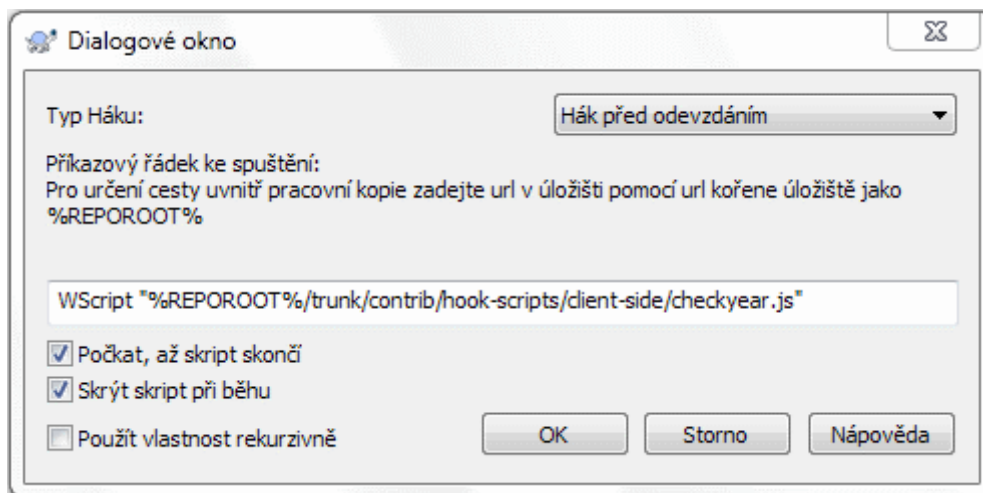 Dialogové okno
Typ Háku:
Hák před odevzdáním
Příkazový řádek ke spuštění:
Pro určení cesty uvnitř pracovní kopie zadejte url v úložišti pomocí url kořene úložiště jako
%REPOROOT%
WScript "%REPOROOT%/trunk/contrib/hook-scripts/client-side/checkyear.js"
Počkat, až skript skončí
Skrýt skript při běhu
Použít vlastnost rekurzivně
OK
Storno
Nápověda